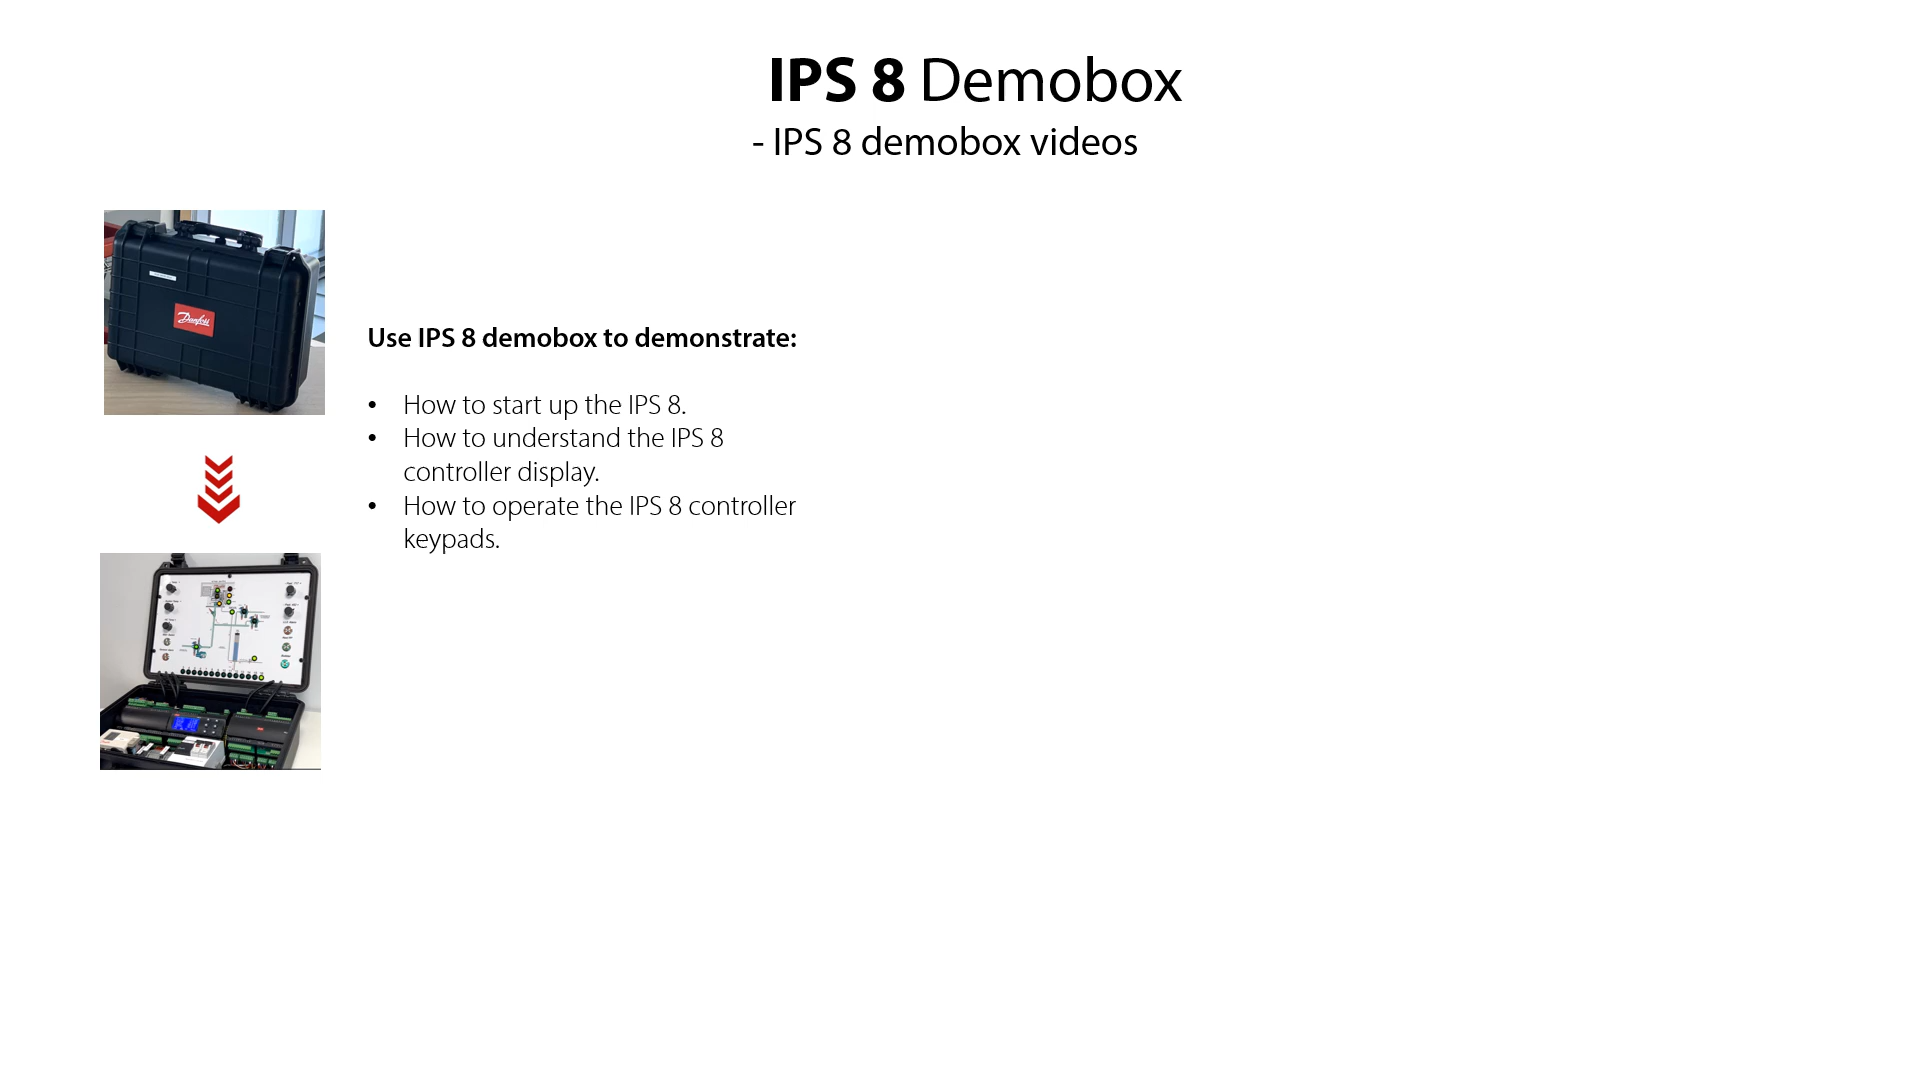 IPS 8 Demobox
- IPS 8 demobox videos
Danfoss
Use IPS 8 demobox to demonstrate:
• How to start up the IPS 8.
• How to understand the IPS 8
controller display.
• How to operate the IPS 8 controller
keypads.